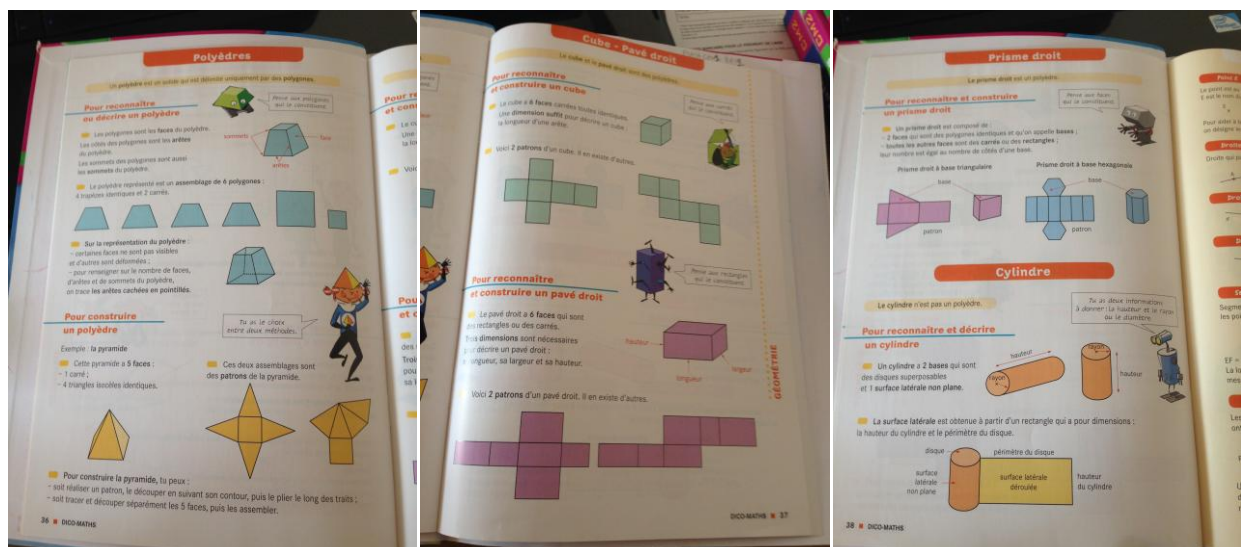 Polyèdres
Un polyèdre est un solide qui est délimité uniquement par des polygones.
Pour reconnaître
ou décrire un polyèdre
Pense aux polygones
qui le constituent.
Les polygones sont les faces du polyèdre.
Les côtés des polygones sont les arêtes
du polyèdre.
Les sommets des polygones sont aussi
les sommets du polyèdre.
sommets
face
arêtes
Le polyèdre représenté est un assemblage de 6 polygones :
4 trapèzes identiques et 2 carrés.
Sur la représentation du polyèdre :
– certaines faces ne sont pas visibles
et d'autres sont déformées ;
– pour renseigner sur le nombre de faces,
d'arêtes et de sommets du polyèdre,
on trace les arêtes cachées en pointillés.
Tu as le choix
entre deux méthodes.
Pour construire
un polyèdre
Exemple : la pyramide
Cette pyramide a 5 faces :
– 1 carré ;
– 4 triangles isocèles identiques.
Ces deux assemblages sont
des patrons de la pyramide.
Pour construire la pyramide, tu peux :
– soit réaliser un patron, le découper en suivant son contour, puis le plier le long des traits ;
– soit tracer et découper séparément les 5 faces, puis les assembler.
36 DICO-MATHS
Cube - Pavé droit
Le cube et le pavé droit sont des polyèdres.
Pour reconnaître
et construire un cube
Pense aux carrés
qui le constituent.
Le cube a 6 faces carrées toutes identiques.
Une dimension suffit pour décrire un cube :
la longueur d'une arête.
Voici 2 patrons d'un cube. Il en existe d'autres.
Pense aux rectangles
qui le constituent.
Pour reconnaître
et construire un pavé droit
Le pavé droit a 6 faces qui sont
des rectangles ou des carrés.
Trois dimensions sont nécessaires
pour décrire un pavé droit :
sa longueur, sa largeur et sa hauteur.
hauteur
longueur
largeur
GÉOMÉTRIE
Voici 2 patrons d'un pavé droit. Il en existe d'autres.
DICO-MATHS 37
Prisme droit
Le prisme droit est un polyèdre.
Pour reconnaître et construire
un prisme droit
Pense aux faces
qui le constituent.
Un prisme droit est composé de :
– 2 faces qui sont des polygones identiques et qu'on appelle bases ;
– toutes les autres faces sont des carrés ou des rectangles ;
leur nombre est égal au nombre de côtés d'une base.
Prisme droit à base triangulaire
Prisme droit à base hexagonale
base
base
patron
patron
Cylindre
Le cylindre n'est pas un polyèdre.
Tu as deux informations
à donner : la hauteur et le rayon
ou le diamètre.
Pour reconnaître et décrire
un cylindre
Un cylindre a 2 bases qui sont
des disques superposables
et 1 surface latérale non plane.
hauteur
rayon
rayon
hauteur
La surface latérale est obtenue à partir d'un rectangle qui a pour dimensions :
la hauteur du cylindre et le périmètre du disque.
disque
périmètre du disque
surface
latérale
non plane
surface latérale
déroulée
hauteur
du cylindre
38 DICO-MATHS